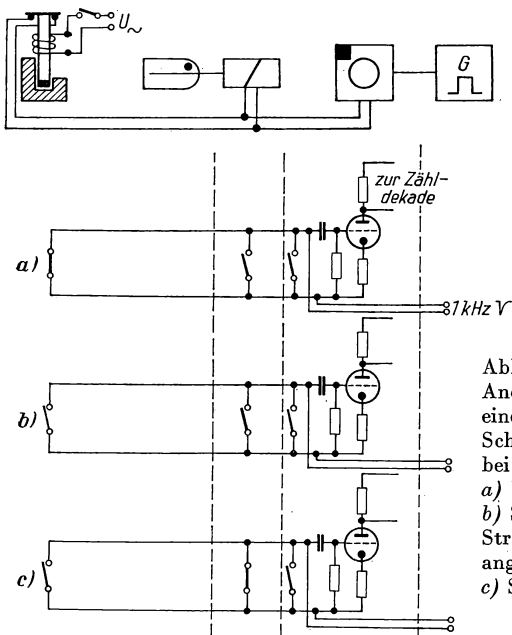 U~
G
zur Zähl-
dekade
a)
1 kHz V
b)
c)
Abb
And
eine
Sch
bei
a)
b) S
Str
ang
c) S